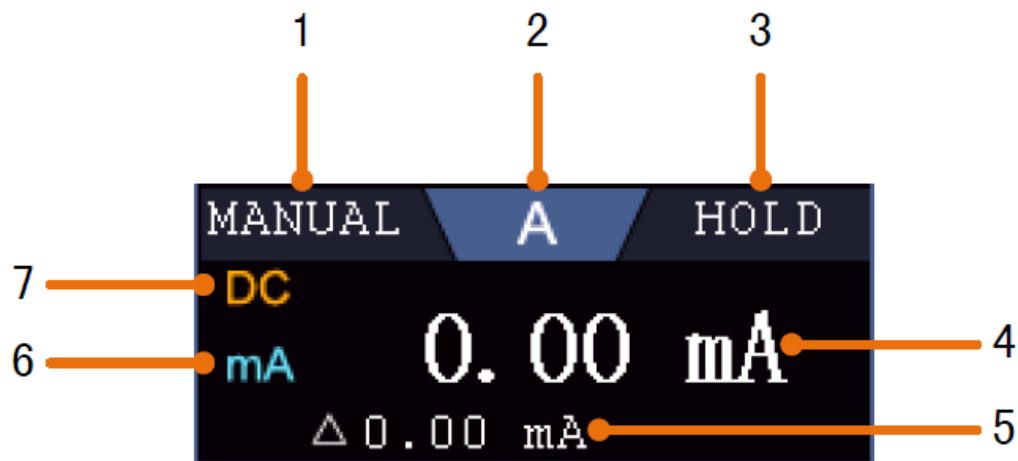 1 2 3
MANUAL A HOLD
7 DC
0.00 mA 4
6 mA
△0.00 mA 5